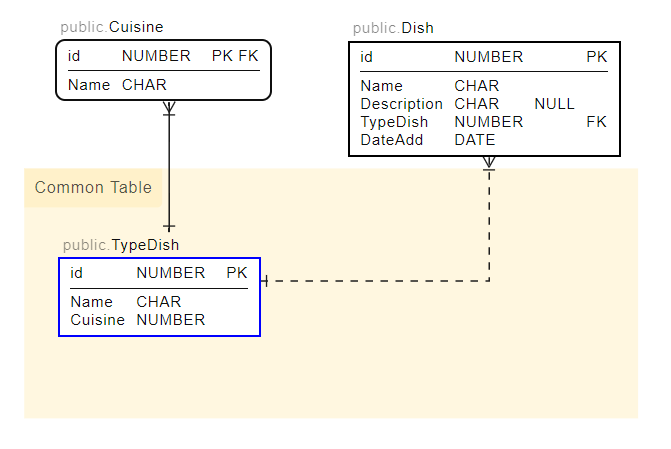 public.Cuisine
id NUMBER PK FK
Name CHAR
public.Dish
id NUMBER PK
Name CHAR
Description CHAR NULL
TypeDish NUMBER FK
DateAdd DATE
Common Table
public.TypeDish
id NUMBER PK
Name CHAR
Cuisine NUMBER